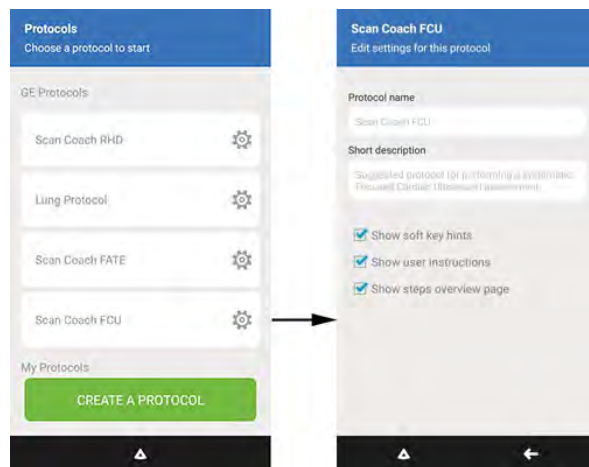 Protocols
Choose a protocol to start
GE Protocols
Scan Coach RHD
Lung Protocol
Scan Coach FATE
Scan Coach FCU
My Protocols
CREATE A PROTOCOL
Scan Coach FCU
Edit settings for this protocol
Protocol name
Scan Coach FCU
Short description
Suggested protocol for performing a systematic
Focused Cardiac Ultrasound assessment.
Show soft key hints
Show user instructions
Show steps overview page